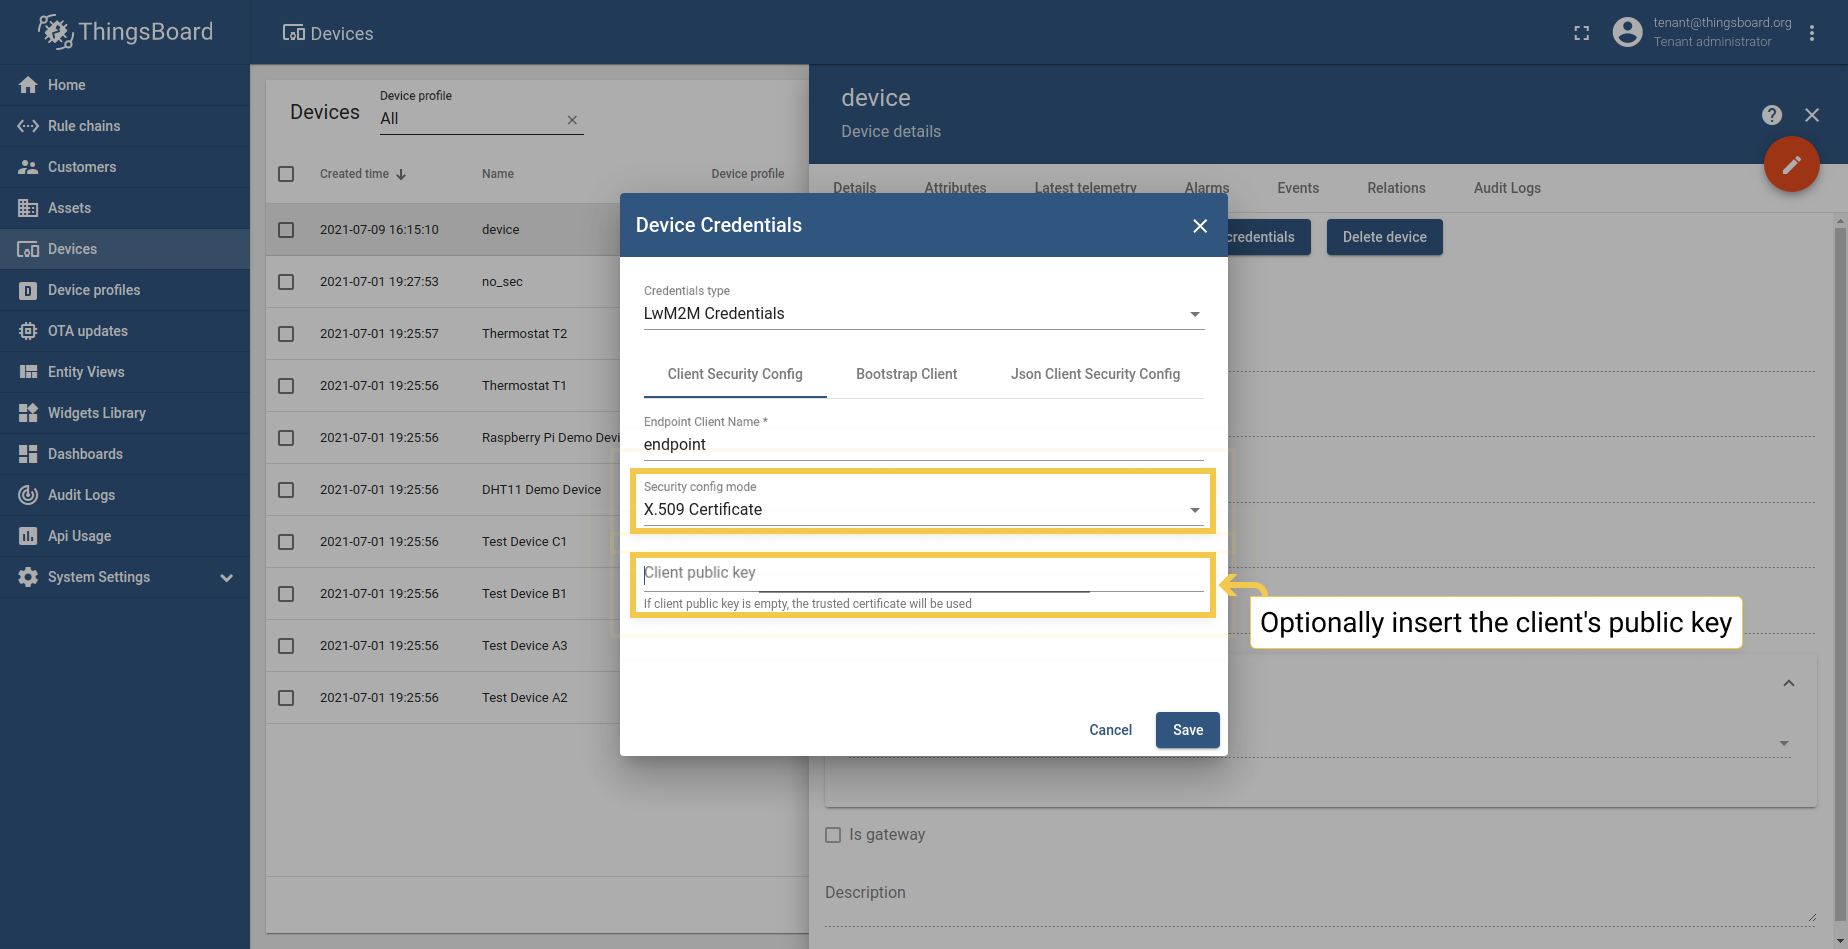 ThingsBoard
Devices
tenant@thingsboard.org
Tenant administrator
Home
Rule chains
Customers
Assets
Devices
Device profiles
OTA updates
Entity Views
Widgets Library
Dashboards
Audit Logs
Api Usage
System Settings
Devices
Device profile
All
Created time
Name
Device profile
2021-07-09 16:15:10 device
2021-07-01 19:27:53 no_sec
2021-07-01 19:25:57 Thermostat T2
2021-07-01 19:25:56 Thermostat T1
2021-07-01 19:25:56 Raspberry Pi Demo Devi
2021-07-01 19:25:56 DHT11 Demo Device
2021-07-01 19:25:56 Test Device C1
2021-07-01 19:25:56 Test Device B1
2021-07-01 19:25:56 Test Device A3
2021-07-01 19:25:56 Test Device A2
device
Device details
Details Attributes Latest telemetry Alarms Events Relations Audit Logs
credentials
Delete device
Device Credentials
Credentials type
LwM2M Credentials
Client Security Config Bootstrap Client Json Client Security Config
Endpoint Client Name *
endpoint
Security config mode
X.509 Certificate
Client public key
If client public key is empty, the trusted certificate will be used
Optionally insert the client's public key
Cancel
Save
Is gateway
Description